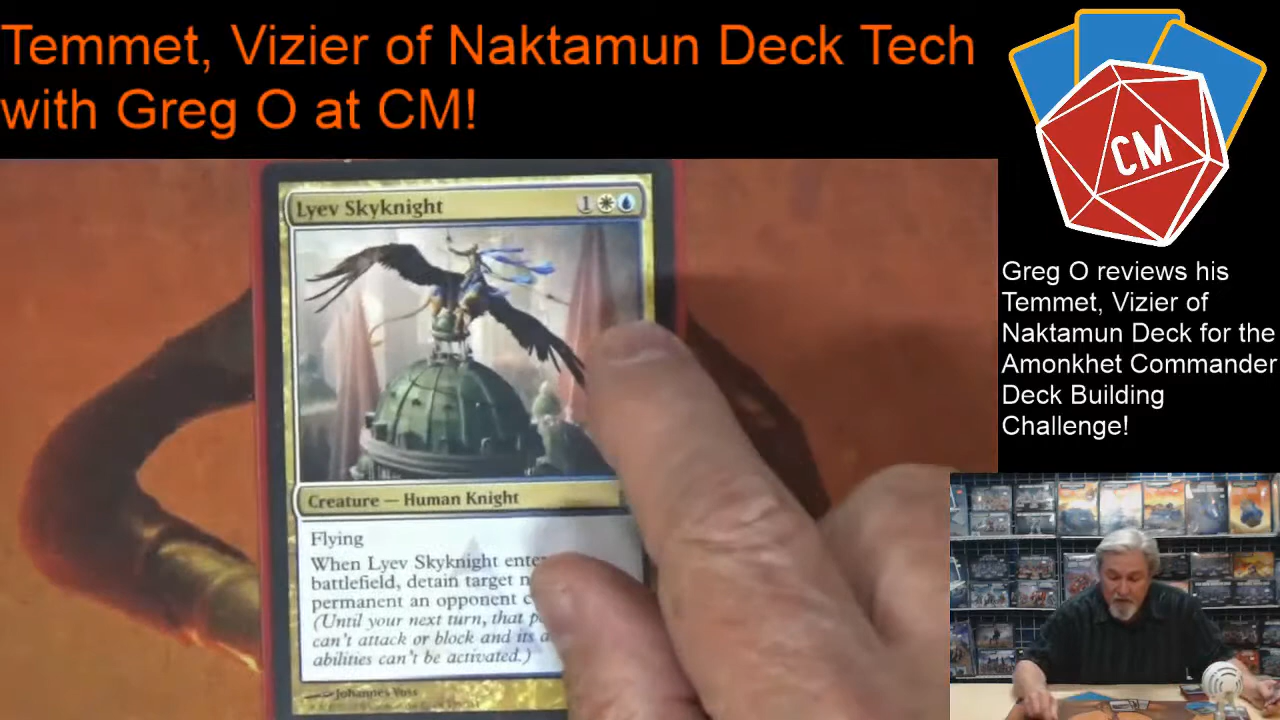 Temmet, Vizier of Naktamun Deck Tech
with Greg O at CM!
CM
Greg O reviews his
Temmet, Vizier of
Naktamun Deck for the
Amonkhet Commander
Deck Building
Challenge!
Lyev Skyknight 1
Creature — Human Knight
Flying
When Lyev Skyknight
battlefield, detain target
permanent an opponent
(Until your next turn, that
can't attack or block and its
abilities can't be activated.)
Johannes Voss
CM